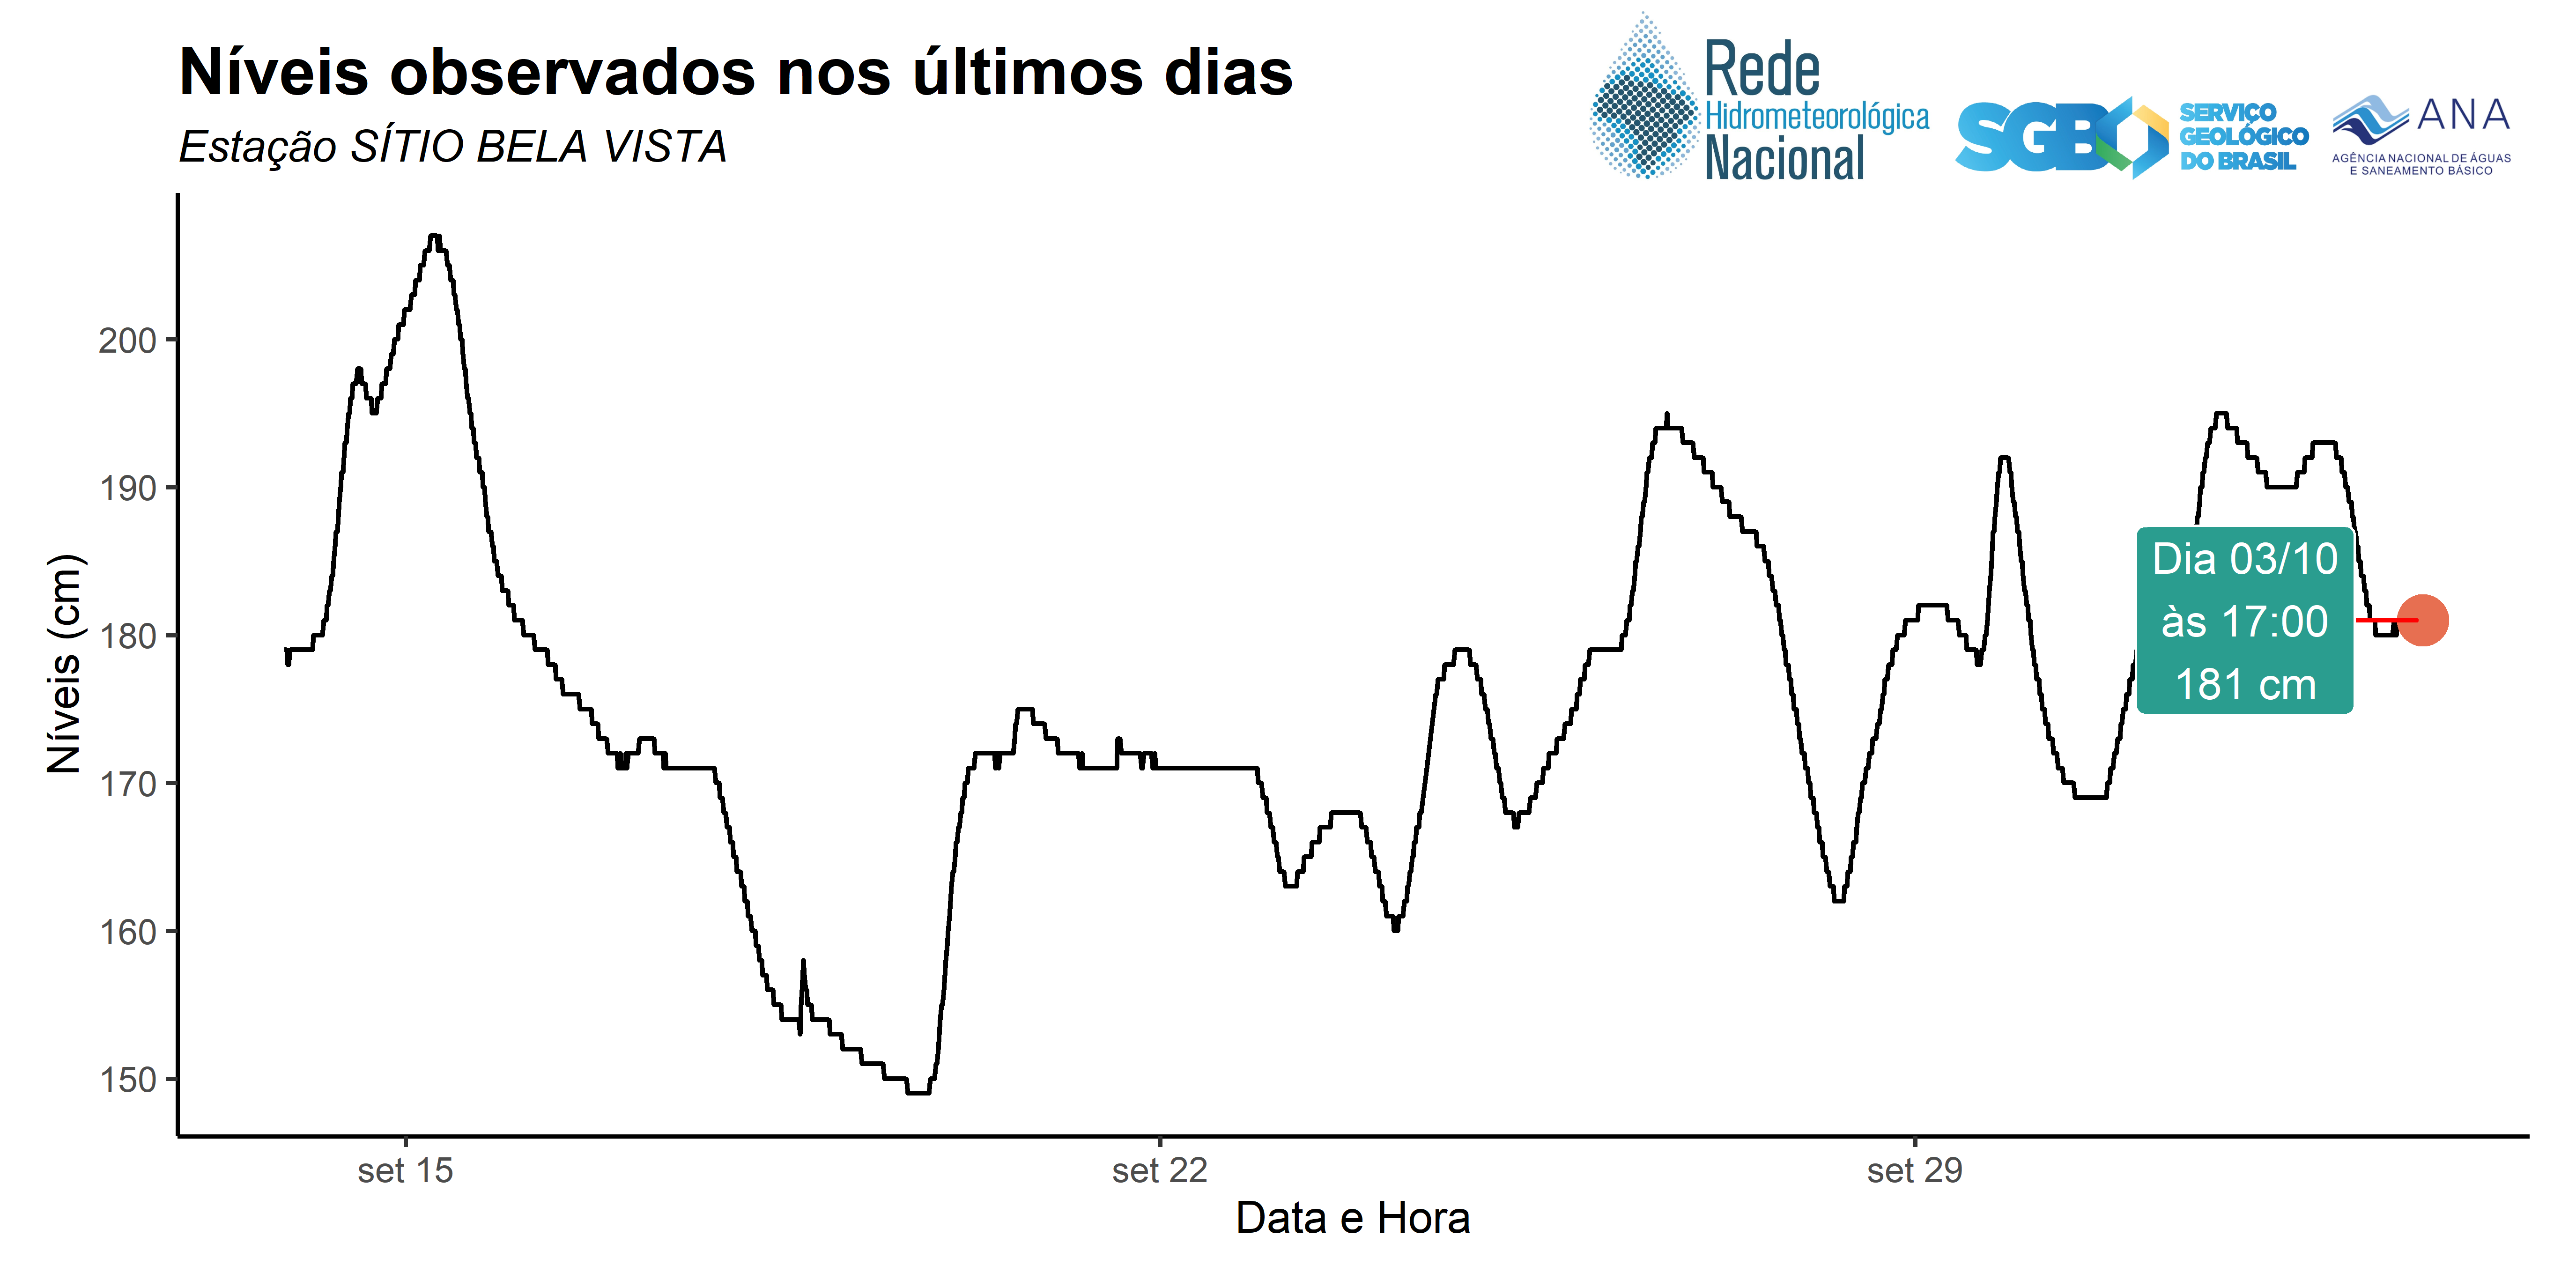 Níveis observados nos últimos dias
Estação SÍTIO BELA VISTA
Rede
Hidrometeorológica
Nacional
SGB
SERVIÇO
GEOLÓGICO
DO BRASIL
ANA
AGÊNCIA NACIONAL DE ÁGUAS
E SANEAMENTO BÁSICO
Níveis (cm)
200
190
180
170
160
150
Dia 03/10
às 17:00
181 cm
set 15
set 22
set 29
Data e Hora